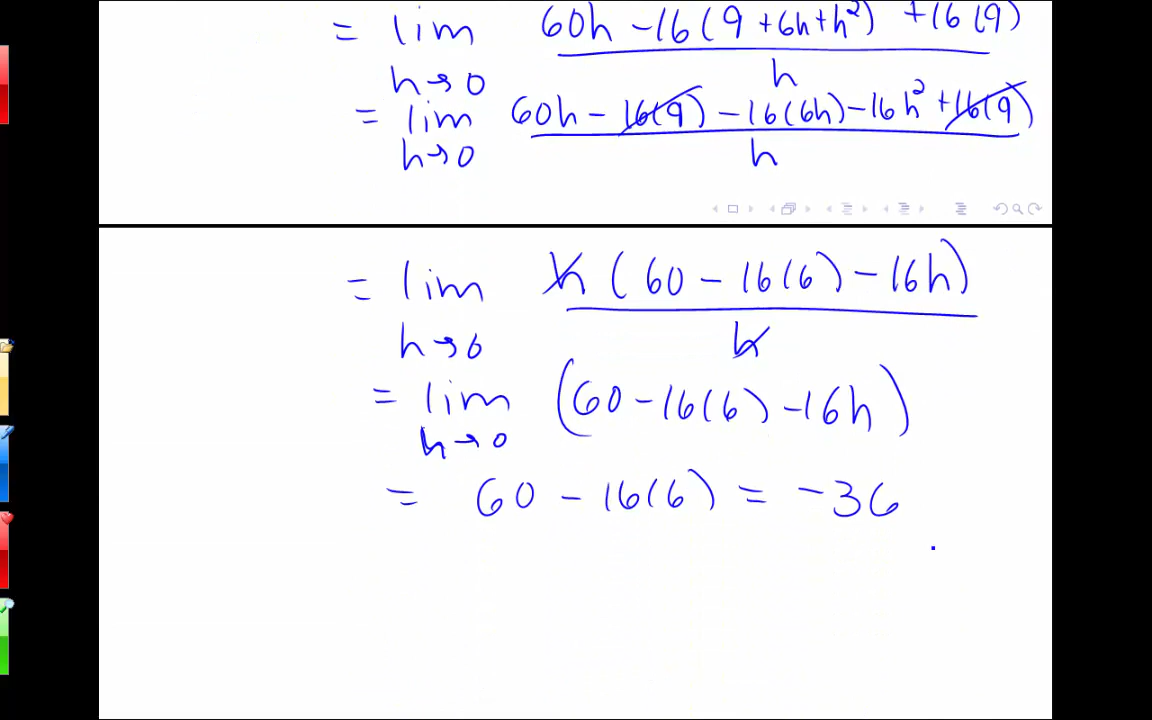 = lim 60h - 16(9 + 6h + h²) + 16(9)
h→0 h
= lim 60h - 16(9) - 16(6h) - 16h² + 16(9)
h→0 h
= lim h(60 - 16(6) - 16h)
h→0 h
= lim (60 - 16(6) - 16h)
h→0
= 60 - 16(6) = -36